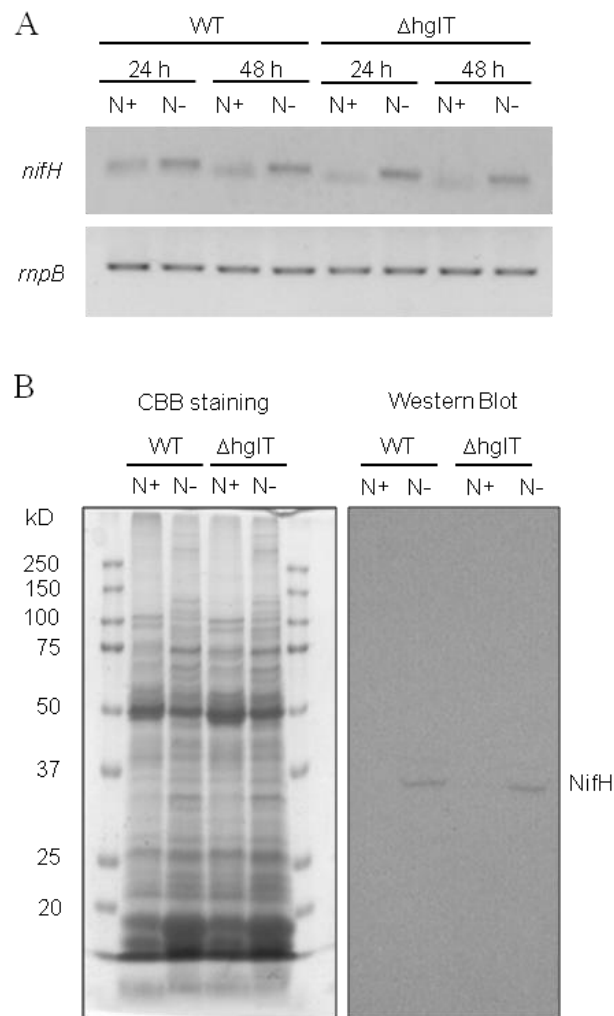 A
WT ΔhglT
24 h 48 h 24 h 48 h
N+ N- N+ N- N+ N- N+ N-
nifH
rnpB
B
CBB staining Western Blot
WT ΔhglT WT ΔhglT
N+ N- N+ N- N+ N- N+ N-
kD
250
150
100
75
50
37
NifH
25
20